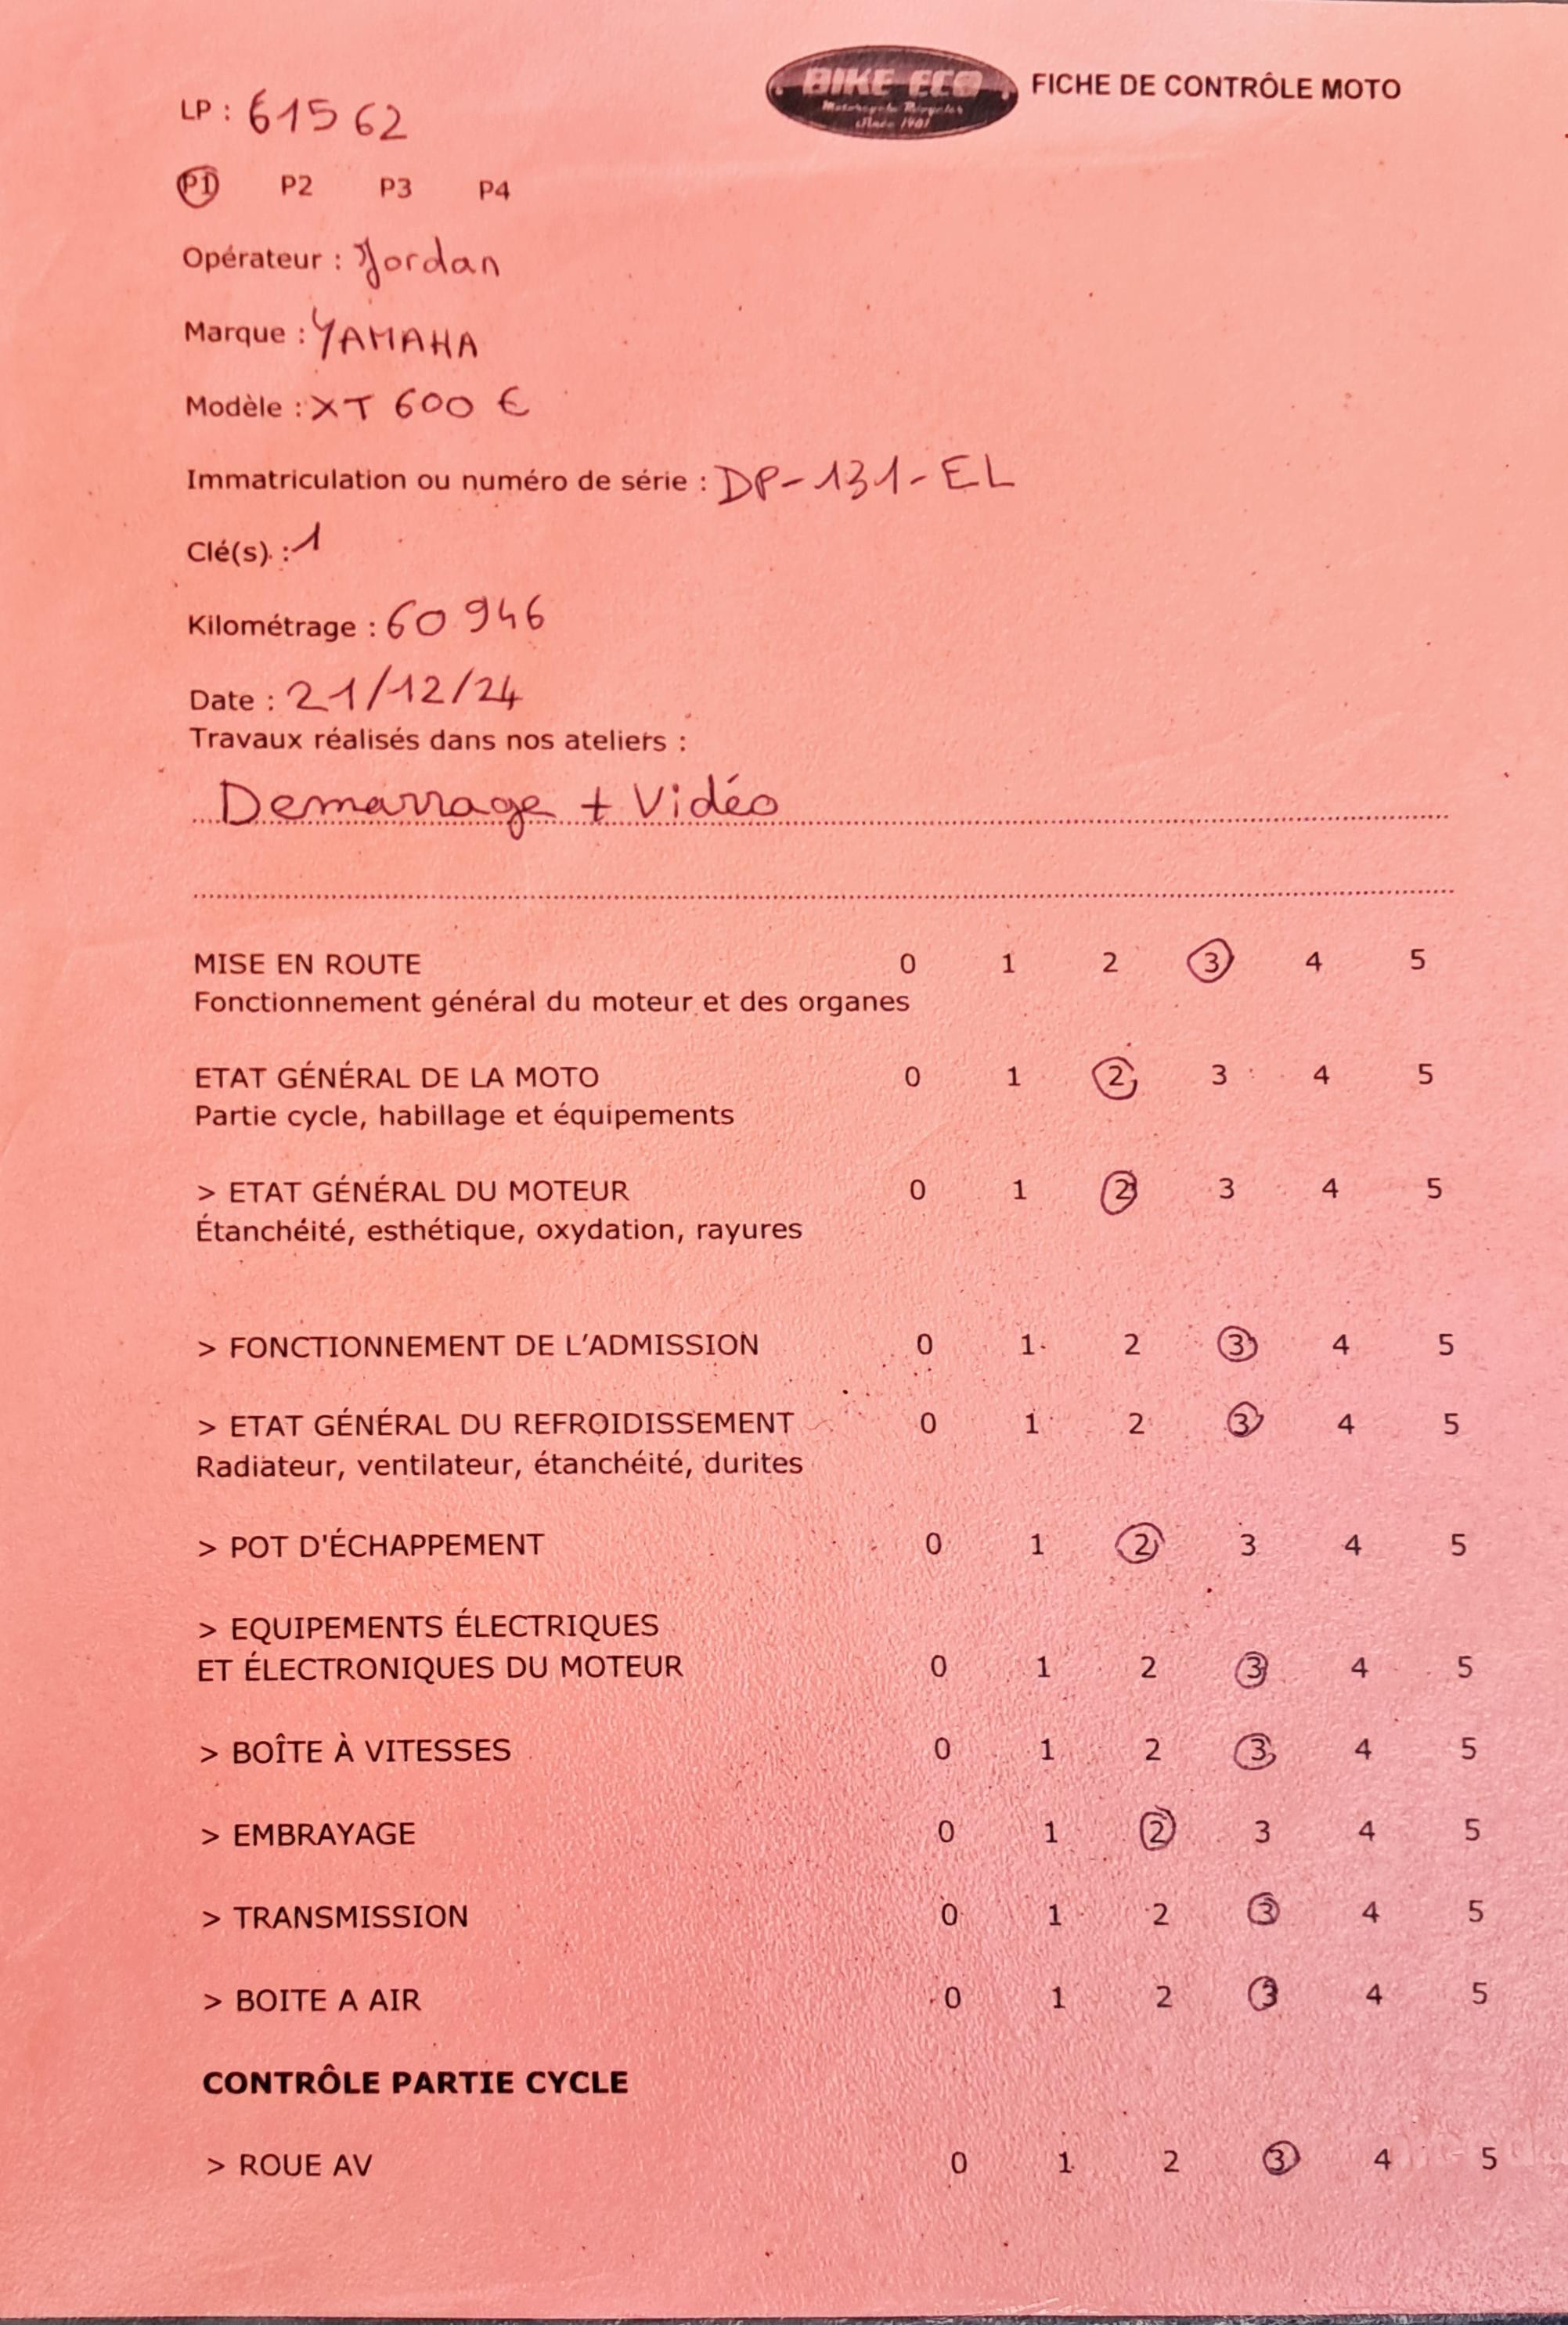 BIKE ECO
Motorcycle Bicycles
Since 1981
FICHE DE CONTRÔLE MOTO
LP : 61562
P1 P2 P3 P4
Opérateur : Jordan
Marque : YAMAHA
Modèle : XT 600 E
Immatriculation ou numéro de série : DP-131-EL
Clé(s) : 1
Kilométrage : 60 946
Date : 21/12/24
Travaux réalisés dans nos ateliers :
Demarrage + Vidéo
MISE EN ROUTE 0 1 2 3 4 5
Fonctionnement général du moteur et des organes
ETAT GÉNÉRAL DE LA MOTO 0 1 2 3 4 5
Partie cycle, habillage et équipements
> ETAT GÉNÉRAL DU MOTEUR 0 1 2 3 4 5
Étanchéité, esthétique, oxydation, rayures
> FONCTIONNEMENT DE L'ADMISSION 0 1 2 3 4 5
> ETAT GÉNÉRAL DU REFROIDISSEMENT 0 1 2 3 4 5
Radiateur, ventilateur, étanchéité, durites
> POT D'ÉCHAPPEMENT 0 1 2 3 4 5
> EQUIPEMENTS ÉLECTRIQUES
ET ÉLECTRONIQUES DU MOTEUR 0 1 2 3 4 5
> BOÎTE À VITESSES 0 1 2 3 4 5
> EMBRAYAGE 0 1 2 3 4 5
> TRANSMISSION 0 1 2 3 4 5
> BOITE A AIR 0 1 2 3 4 5
CONTRÔLE PARTIE CYCLE
> ROUE AV 0 1 2 3 4 5